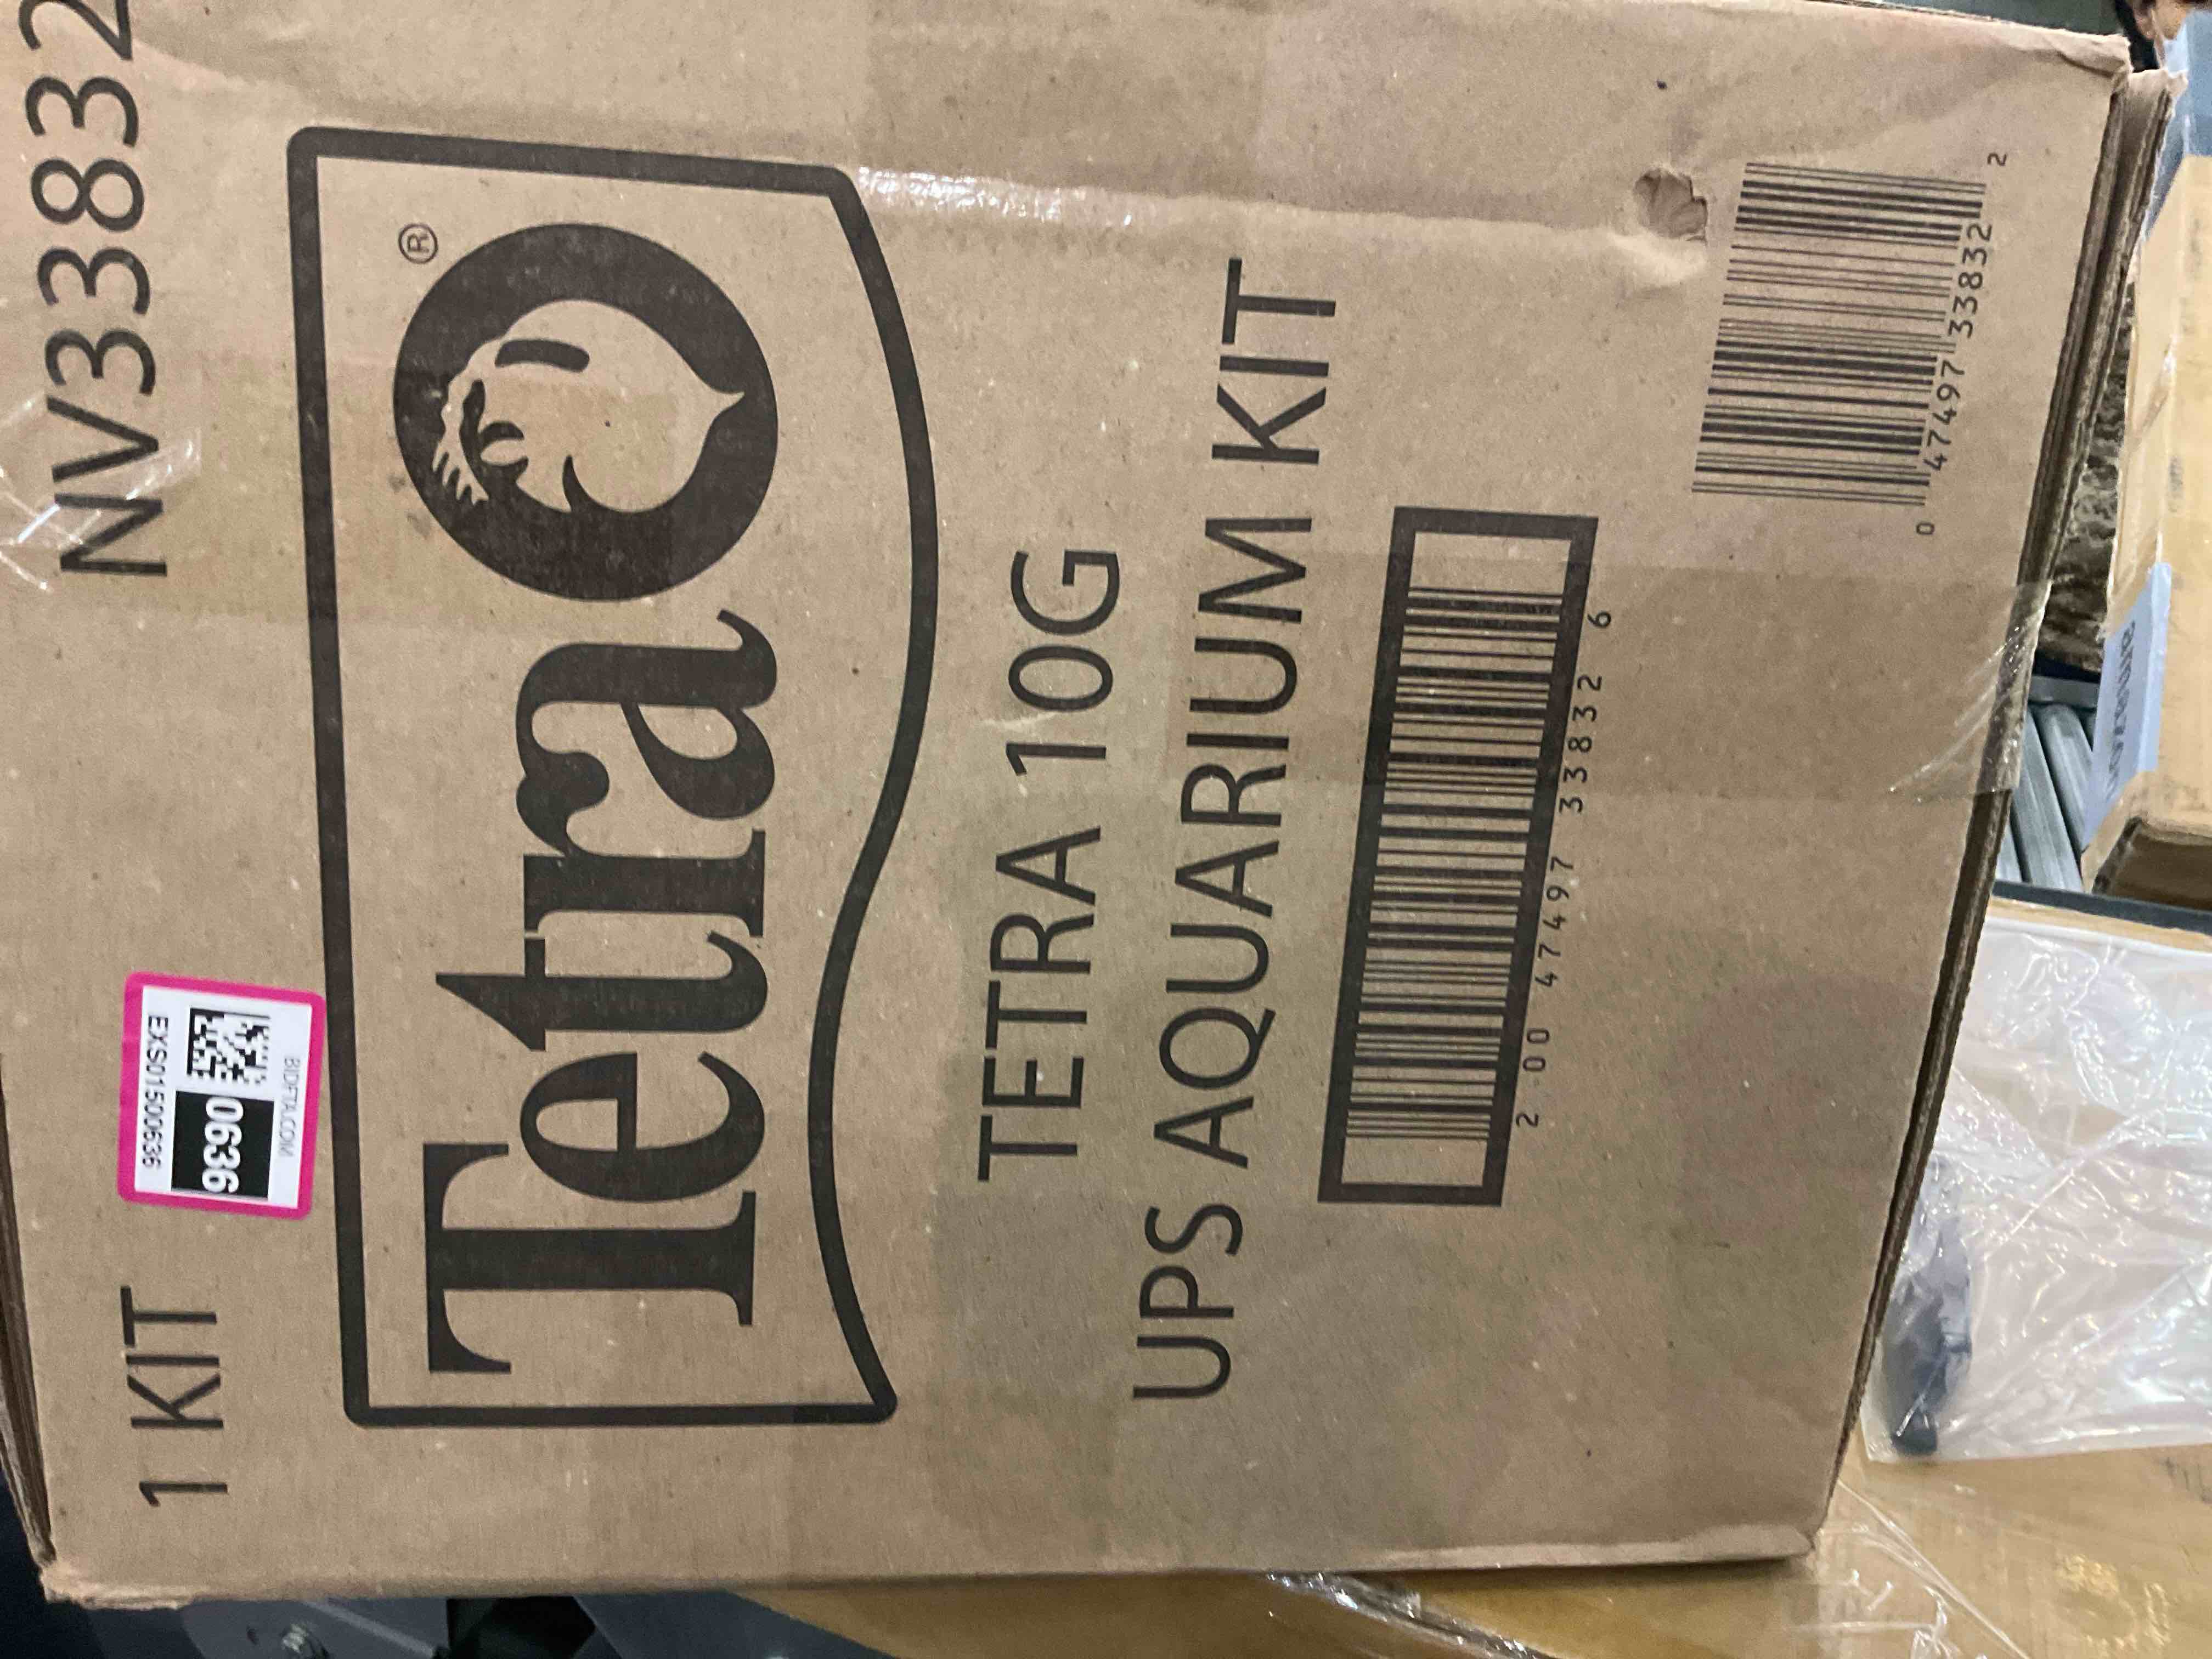 1 KIT
NV33832
BIDFTA.COM
0636
EXS01500636
Tetra®
TETRA 10G
UPS AQUARIUM KIT
2 00 47497 33832 6
0 47497 33832 2